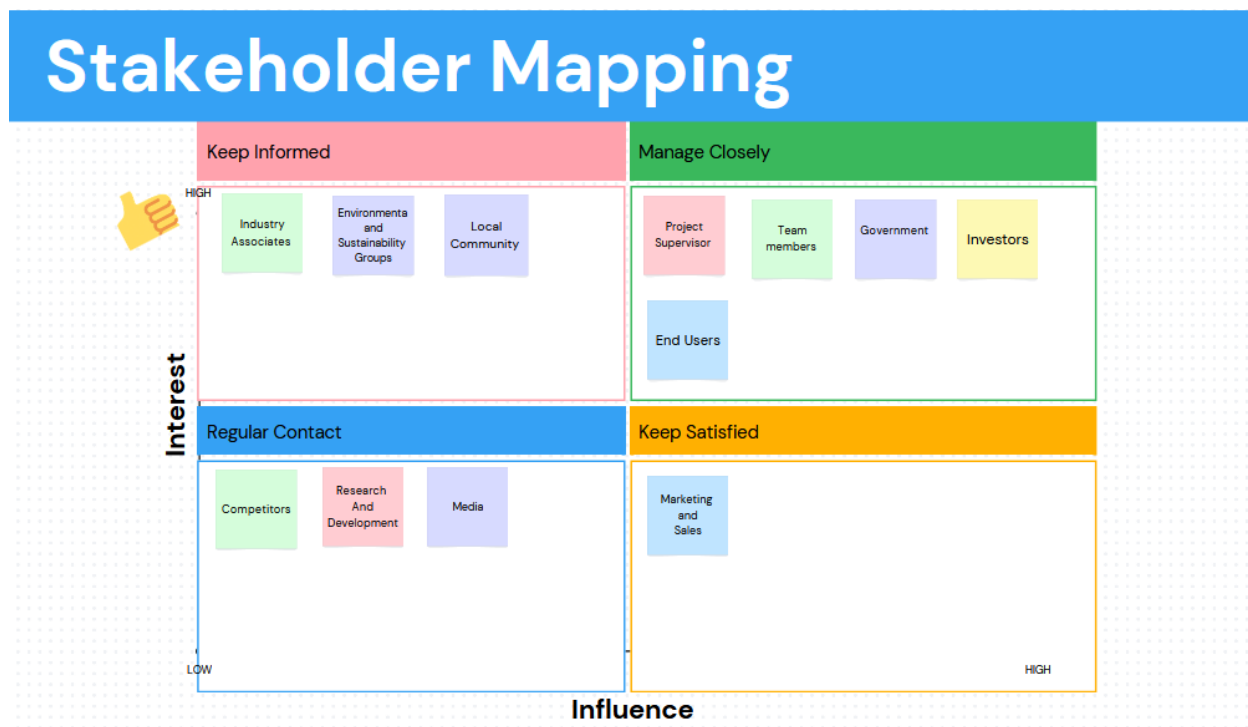 Stakeholder Mapping
Keep Informed
Manage Closely
HIGH
Industry
Associates
Environmenta
and
Sustainability
Groups
Local
Community
Project
Supervisor
Team
members
Government
Investors
End Users
Interest
Regular Contact
Keep Satisfied
Competitors
Research
And
Development
Media
Marketing
and
Sales
LOW
HIGH
Influence